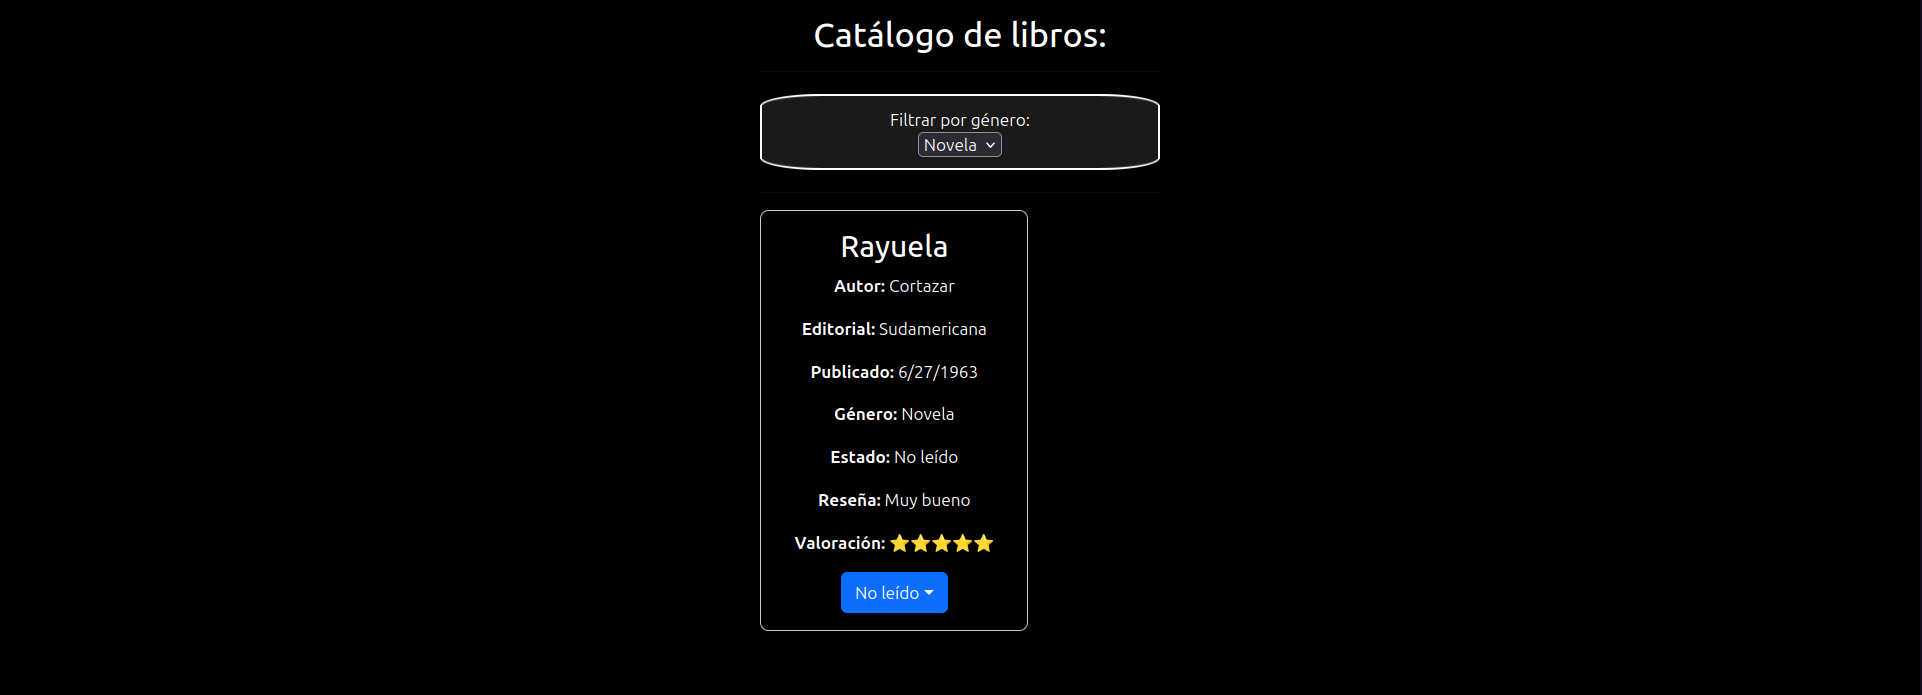 Catálogo de libros:
Filtrar por género:
Novela
Rayuela
Autor: Cortazar
Editorial: Sudamericana
Publicado: 6/27/1963
Género: Novela
Estado: No leído
Reseña: Muy bueno
Valoración: ⭐⭐⭐⭐⭐
No leído